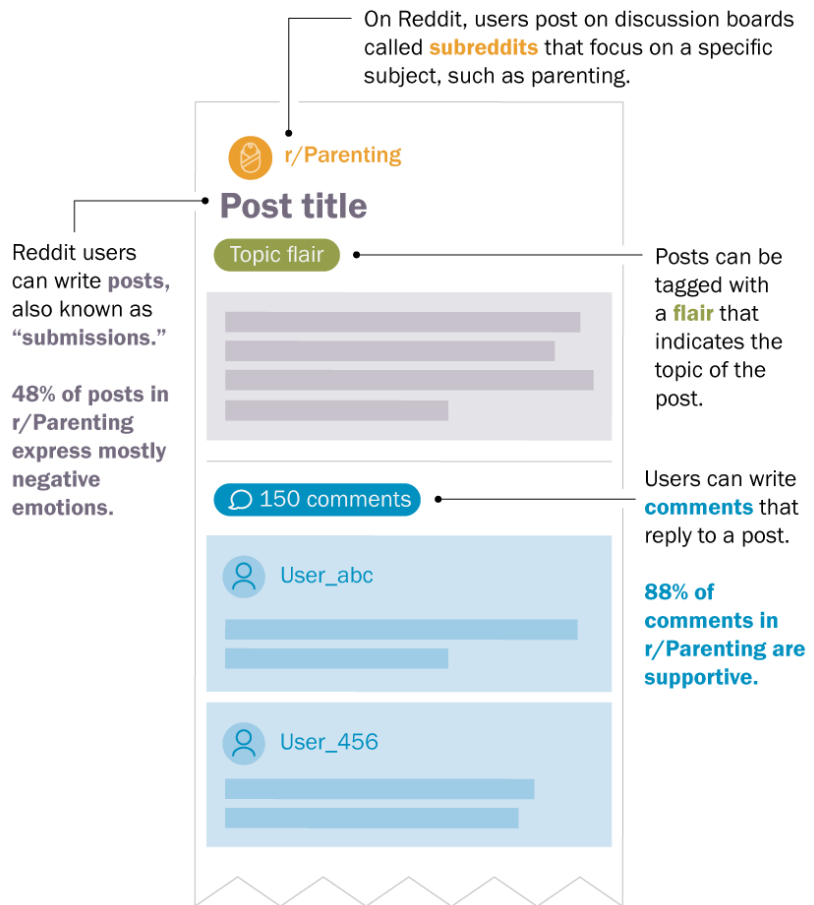 On Reddit, users post on discussion boards
called subreddits that focus on a specific
subject, such as parenting.
r/Parenting
Post title
Topic flair
Reddit users
can write posts,
also known as
“submissions.”
48% of posts in
r/Parenting
express mostly
negative
emotions.
Posts can be
tagged with
a flair that
indicates the
topic of the
post.
150 comments
Users can write
comments that
reply to a post.
88% of
comments in
r/Parenting are
supportive.
User_abc
User_456